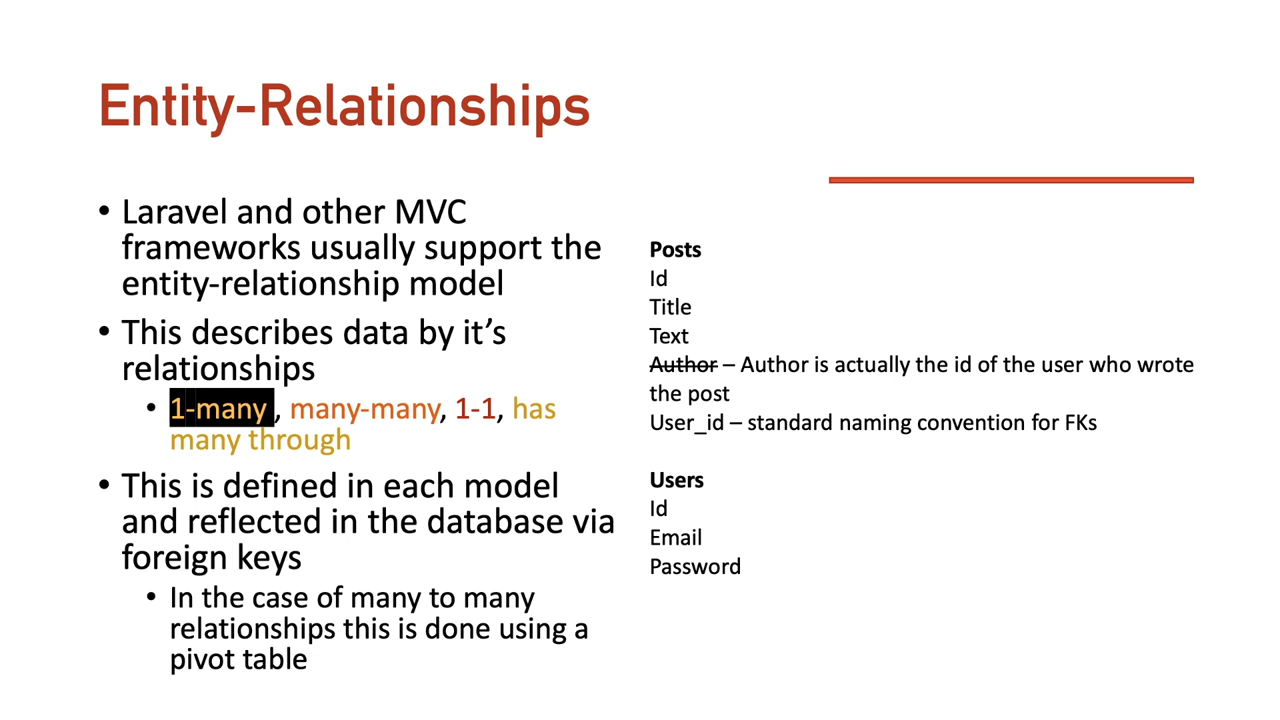 Entity-Relationships
• Laravel and other MVC
frameworks usually support the
entity-relationship model
• This describes data by it’s
relationships
• 1-many , many-many, 1-1, has
many through
• This is defined in each model
and reflected in the database via
foreign keys
• In the case of many to many
relationships this is done using a
pivot table
Posts
Id
Title
Text
Author – Author is actually the id of the user who wrote
the post
User_id – standard naming convention for FKs
Users
Id
Email
Password